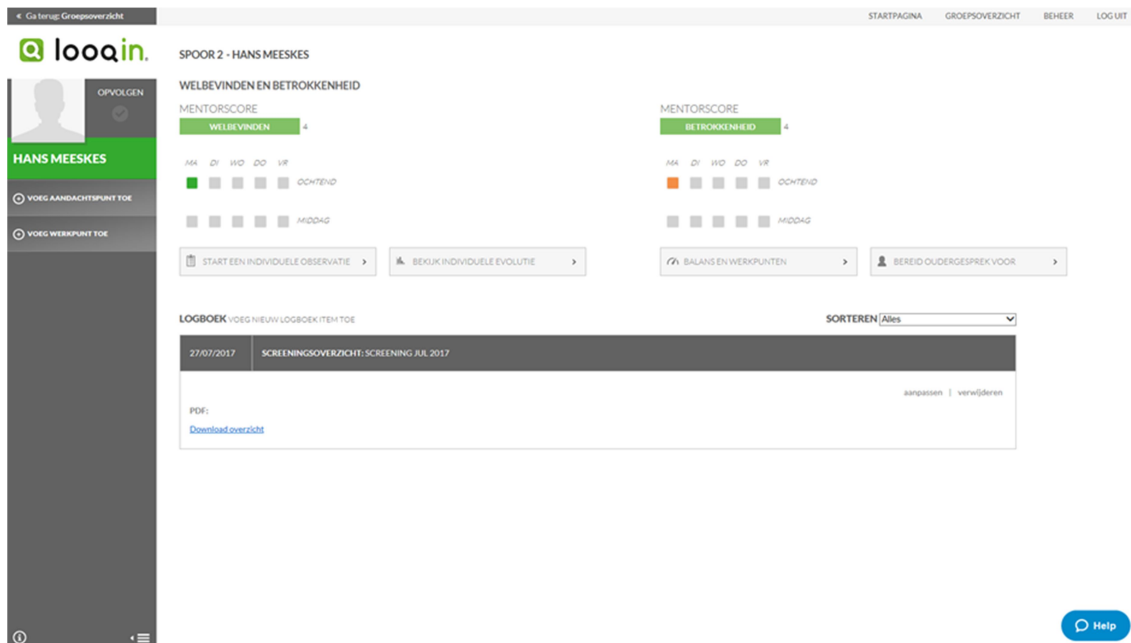 « Ga terug: Groepsoverzicht
STARTPAGINA GROEPSOVERZICHT BEHEER LOG UIT
looqin.
OPVOLGEN
HANS MEESKES
VOEG AANDACHTSPUNT TOE
VOEG WERKPUNT TOE
SPOOR 2 - HANS MEESKES
WELBEVINDEN EN BETROKKENHEID
MENTORSCORE
WELBEVINDEN 4
MA DI WO DO VR
OCHTEND
MIDDAG
MENTORSCORE
BETROKKENHEID 4
MA DI WO DO VR
OCHTEND
MIDDAG
START EEN INDIVIDUELE OBSERVATIE >
BEKIJK INDIVIDUELE EVOLUTIE >
BALANS EN WERKPUNTEN >
BEREID OUDERGESPREK VOOR >
LOGBOEK VOEG NIEUW LOGBOEK ITEM TOE
SORTEREN Alles
27/07/2017 SCREENINGSOVERZICHT: SCREENING JUL 2017
aanpassen | verwijderen
PDF:
Download overzicht
Help